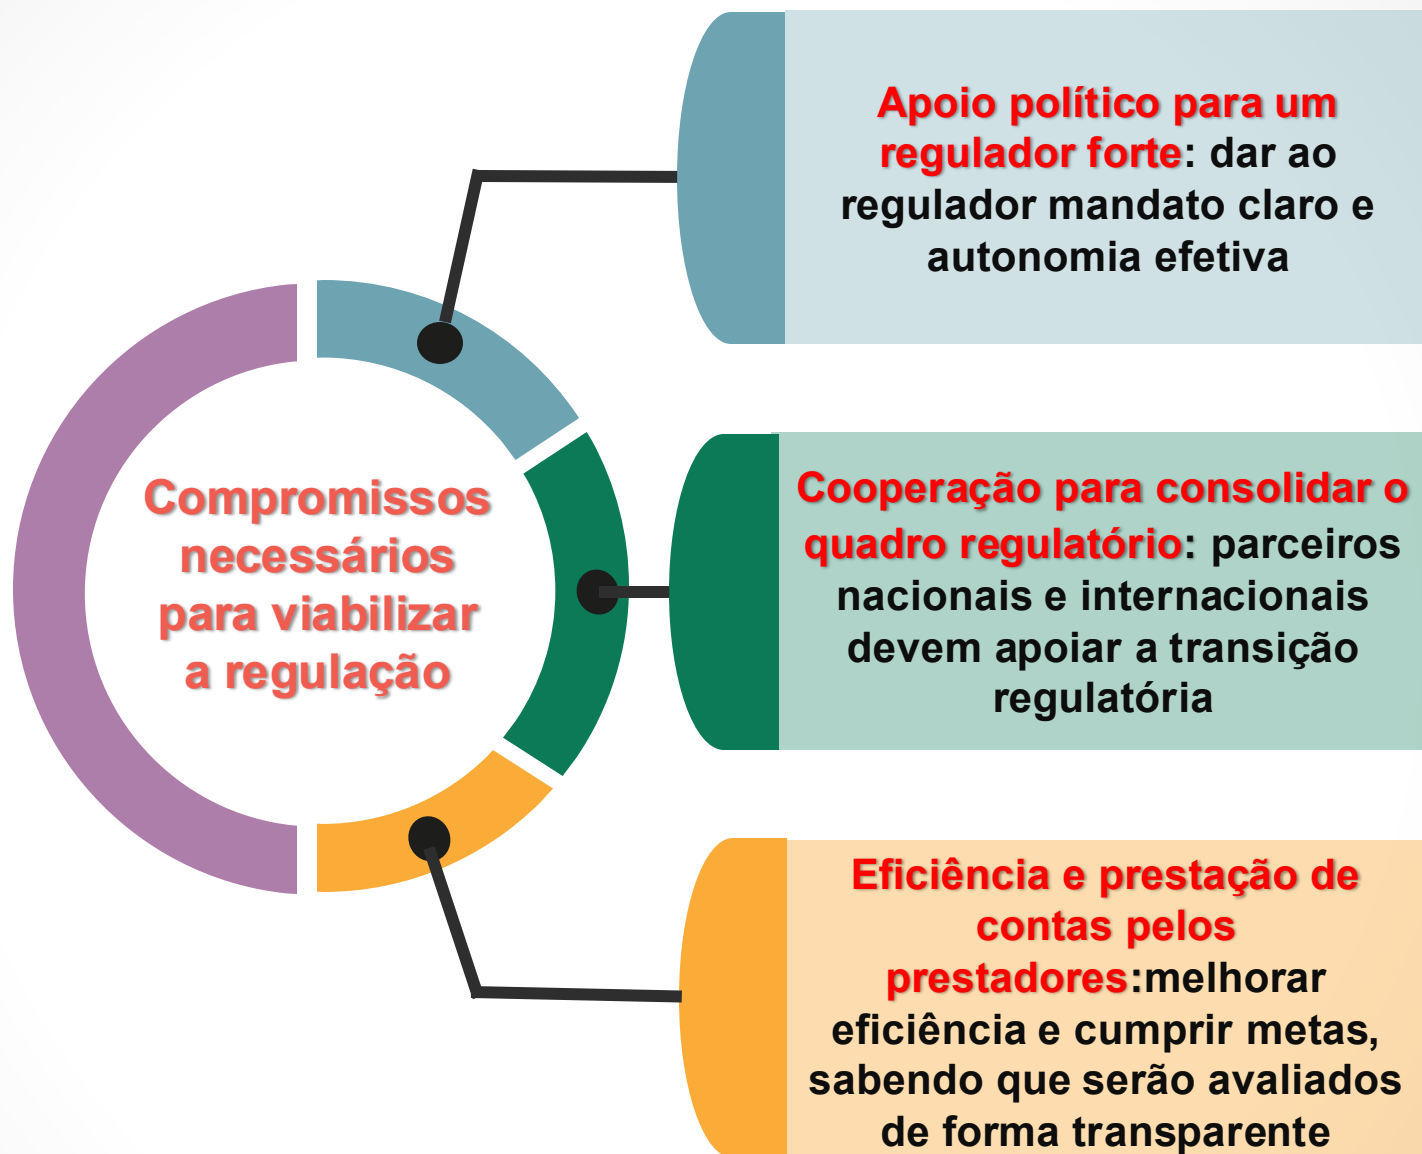 Compromissos
necessários
para viabilizar
a regulação
Apoio político para um
regulador forte: dar ao
regulador mandato claro e
autonomia efetiva
Cooperação para consolidar o
quadro regulatório: parceiros
nacionais e internacionais
devem apoiar a transição
regulatória
Eficiência e prestação de
contas pelos
prestadores:melhorar
eficiência e cumprir metas,
sabendo que serão avaliados
de forma transparente